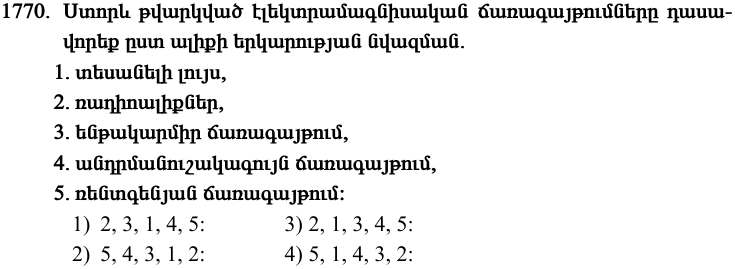 1770. Ստորև թվարկված էլեկտրամագնիսական ճառագայթումները դասա-
վորեք ըստ ալիքի երկարության նվազման.
1. տեսանելի լույս,
2. ռադիոալիքներ,
3. ենթակարմիր ճառագայթում,
4. անդրմանուշակագույն ճառագայթում,
5. ռենտգենյան ճառագայթում:
1) 2, 3, 1, 4, 5: 3) 2, 1, 3, 4, 5:
2) 5, 4, 3, 1, 2: 4) 5, 1, 4, 3, 2: